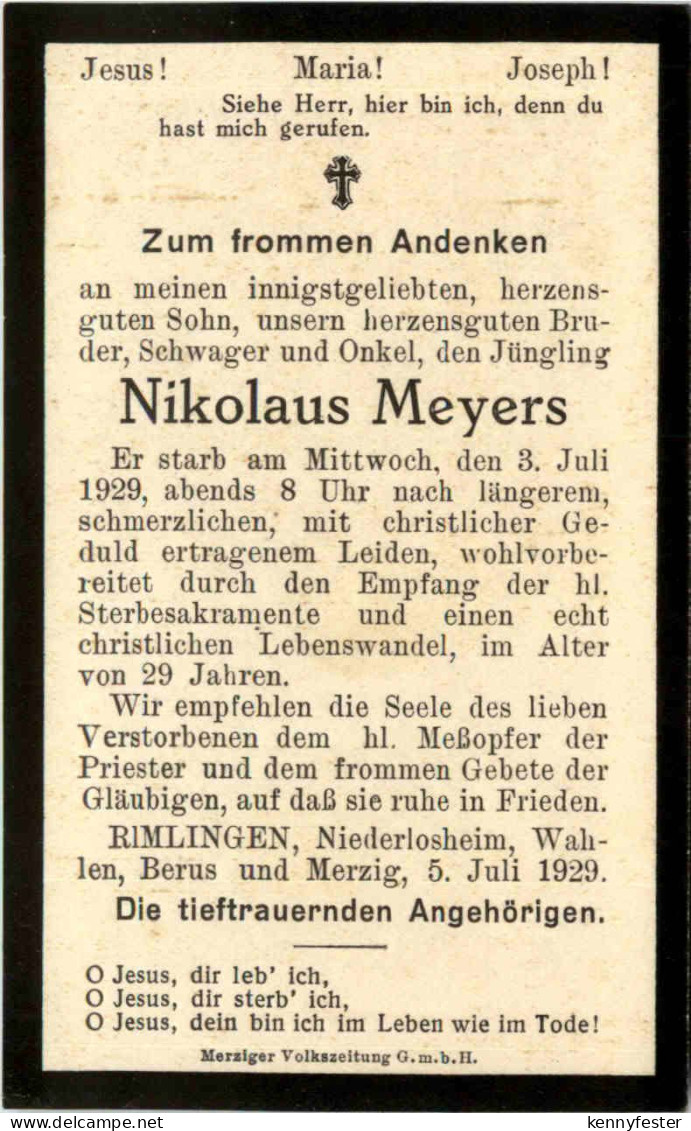 Jesus! Maria! Joseph!
Siehe Herr, hier bin ich, denn du
hast mich gerufen.
Zum frommen Andenken
an meinen innigstgeliebten, herzens-
guten Sohn, unsern herzensguten Bru-
der, Schwager und Onkel, den Jüngling
Nikolaus Meyers
Er starb am Mittwoch, den 3. Juli
1929, abends 8 Uhr nach längerem,
schmerzlichen, mit christlicher Ge-
duld ertragenem Leiden, wohlvorbe-
reitet durch den Empfang der hl.
Sterbesakramente und einen echt
christlichen Lebenswandel, im Alter
von 29 Jahren.
Wir empfehlen die Seele des lieben
Verstorbenen dem hl. Meßopfer der
Priester und dem frommen Gebete der
Gläubigen, auf daß sie ruhe in Frieden.
RIMLINGEN, Niederlosheim, Wah-
len, Berus und Merzig, 5. Juli 1929.
Die tieftrauernden Angehörigen.
O Jesus, dir leb' ich,
O Jesus, dir sterb' ich,
O Jesus, dein bin ich im Leben wie im Tode!
Merziger Volkszeitung G.m.b.H.
kennyfester